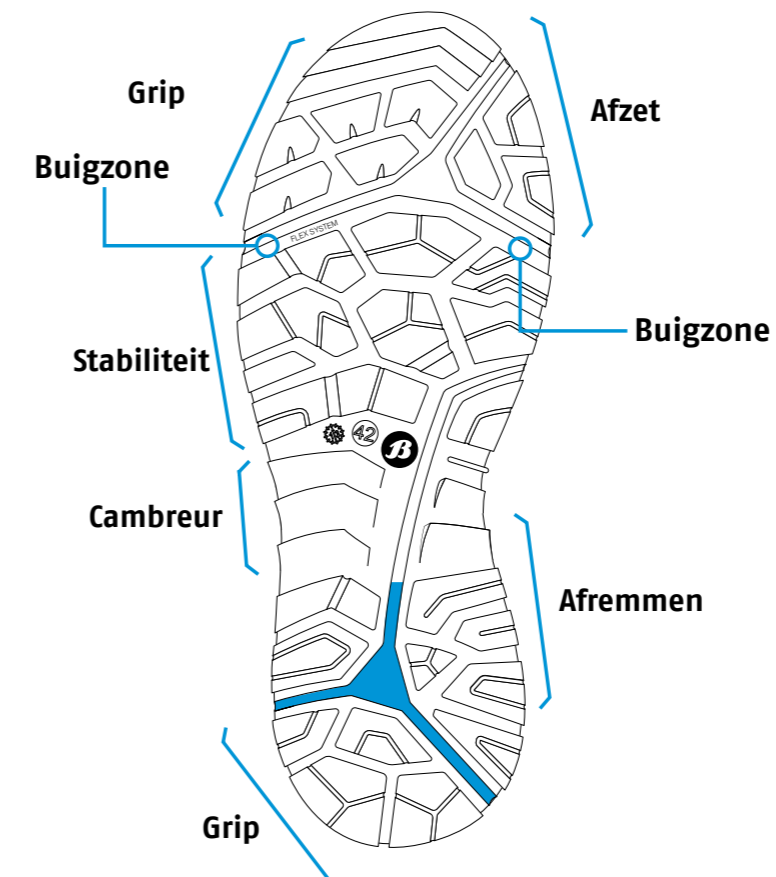 Grip
Afzet
Buigzone
FLEX SYSTEM
Buigzone
Stabiliteit
42
B
Cambreur
Afremmen
Grip